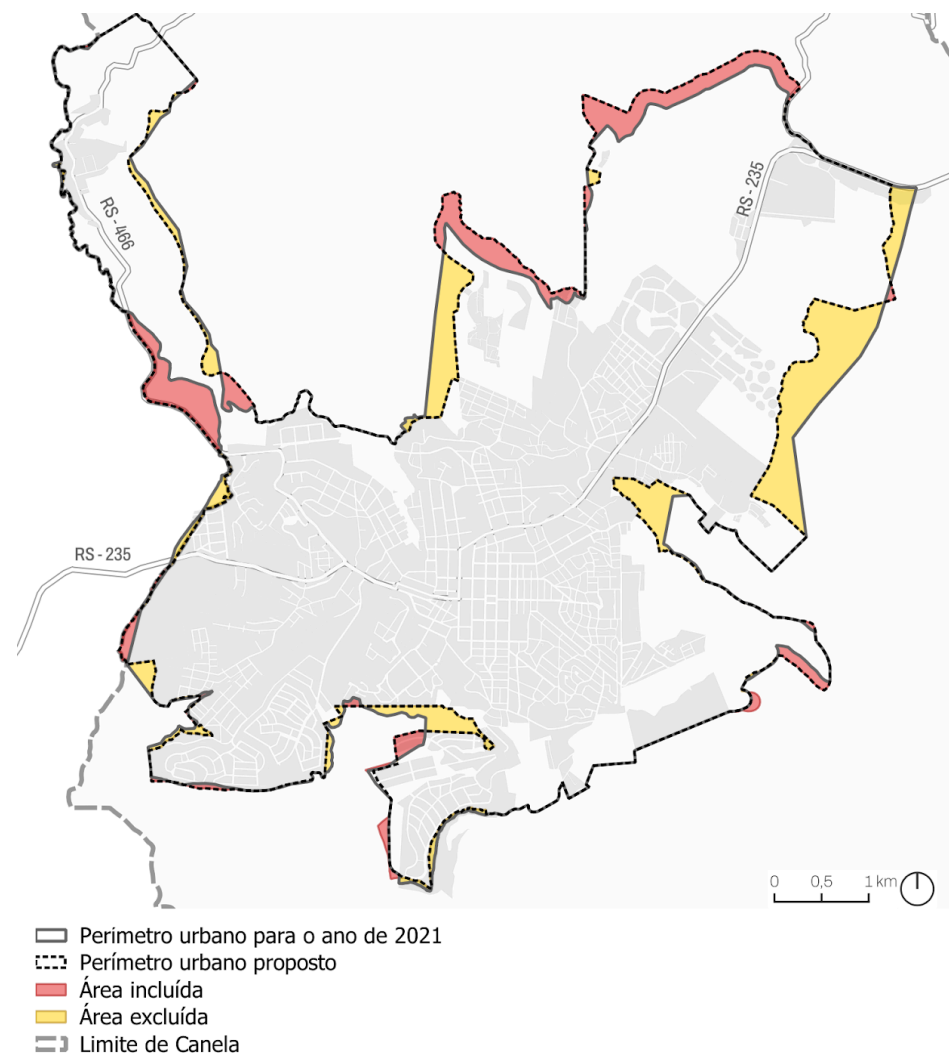 RS - 235
RS - 466
RS - 235
0 0,5 1 km
Perímetro urbano para o ano de 2021
Perímetro urbano proposto
Área incluída
Área excluída
Limite de Canela